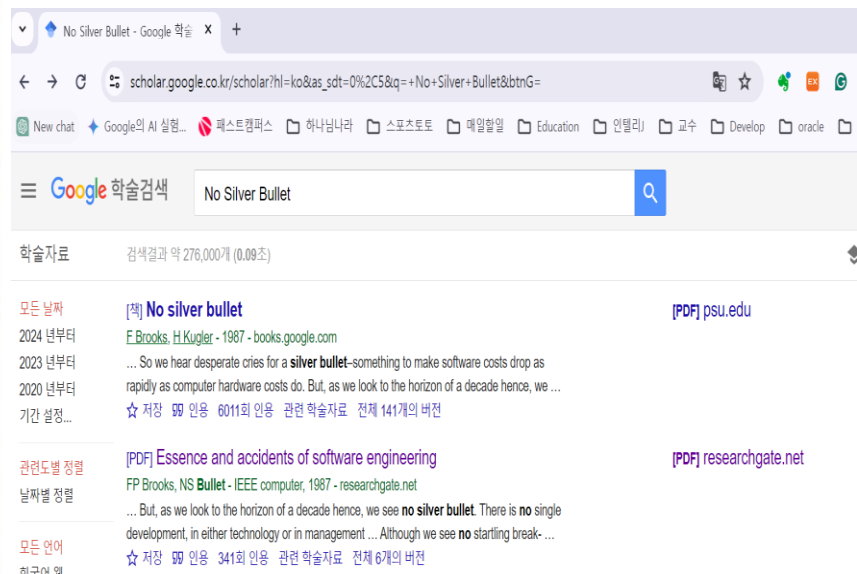 No Silver Bullet - Google 학술
scholar.google.co.kr/scholar?hl=ko&as_sdt=0%2C5&q=+No+Silver+Bullet&btnG=
EX
New chat Google의 AI 실험... 패스트캠퍼스 하나님나라 스포츠토토 매일할일 Education 인텔리J 교수 Develop oracle
Google 학술검색 No Silver Bullet
학술자료 검색결과 약 276,000개 (0.09초)
모든 날짜
2024 년부터
2023 년부터
2020 년부터
기간 설정...
관련도별 정렬
날짜별 정렬
모든 언어
한국어 웹
[책] No silver bullet
F Brooks, H Kugler - 1987 - books.google.com
... So we hear desperate cries for a silver bullet–something to make software costs drop as
rapidly as computer hardware costs do. But, as we look to the horizon of a decade hence, we ...
저장 인용 6011회 인용 관련 학술자료 전체 141개의 버전
[PDF] psu.edu
[PDF] Essence and accidents of software engineering
FP Brooks, NS Bullet - IEEE computer, 1987 - researchgate.net
... But, as we look to the horizon of a decade hence, we see no silver bullet. There is no single
development, in either technology or in management ... Although we see no startling break- ...
저장 인용 341회 인용 관련 학술자료 전체 6개의 버전
[PDF] researchgate.net